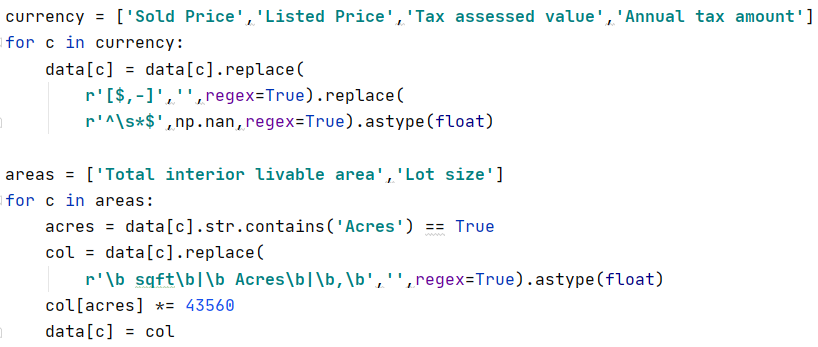 currency = ['Sold Price','Listed Price','Tax assessed value','Annual tax amount']
for c in currency:
    data[c] = data[c].replace(
        r'[$,-]','',regex=True).replace(
        r'^\s*$',np.nan,regex=True).astype(float)

areas = ['Total interior livable area','Lot size']
for c in areas:
    acres = data[c].str.contains('Acres') == True
    col = data[c].replace(
        r'\b sqft\b|\b Acres\b|\b,\b','',regex=True).astype(float)
    col[acres] *= 43560
    data[c] = col